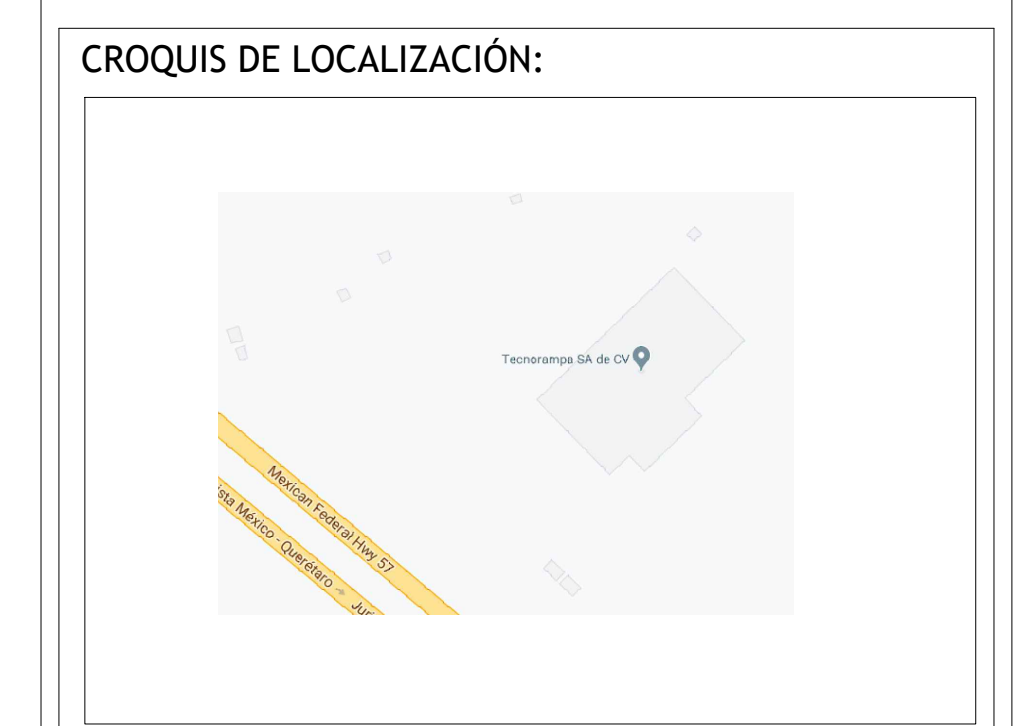 CROQUIS DE LOCALIZACIÓN:
Tecnorampa SA de CV
Mexican Federal Hwy 57
ista México - Querétaro